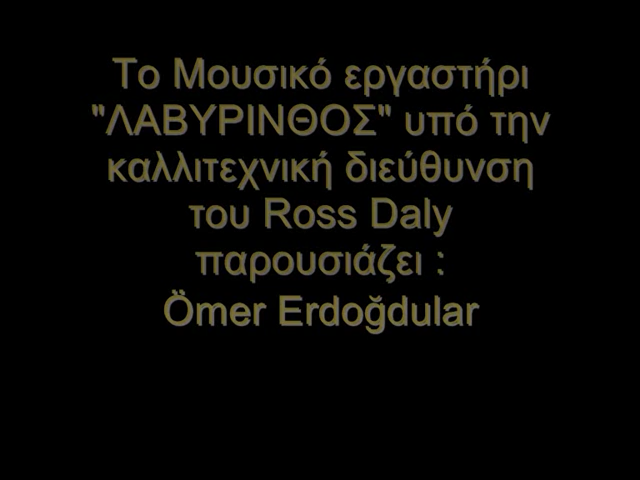 Το Μουσικό εργαστήρι
"ΛΑΒΥΡΙΝΘΟΣ" υπό την
καλλιτεχνική διεύθυνση
του Ross Daly
παρουσιάζει :
Ömer Erdoğdular